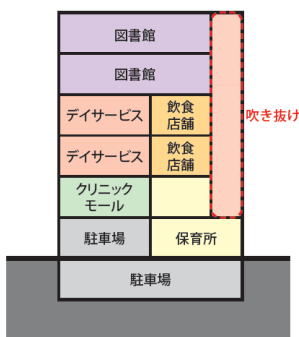 図書館
図書館
デイサービス
飲食
店舗
吹き抜け
デイサービス
飲食
店舗
クリニック
モール
駐車場
保育所
駐車場